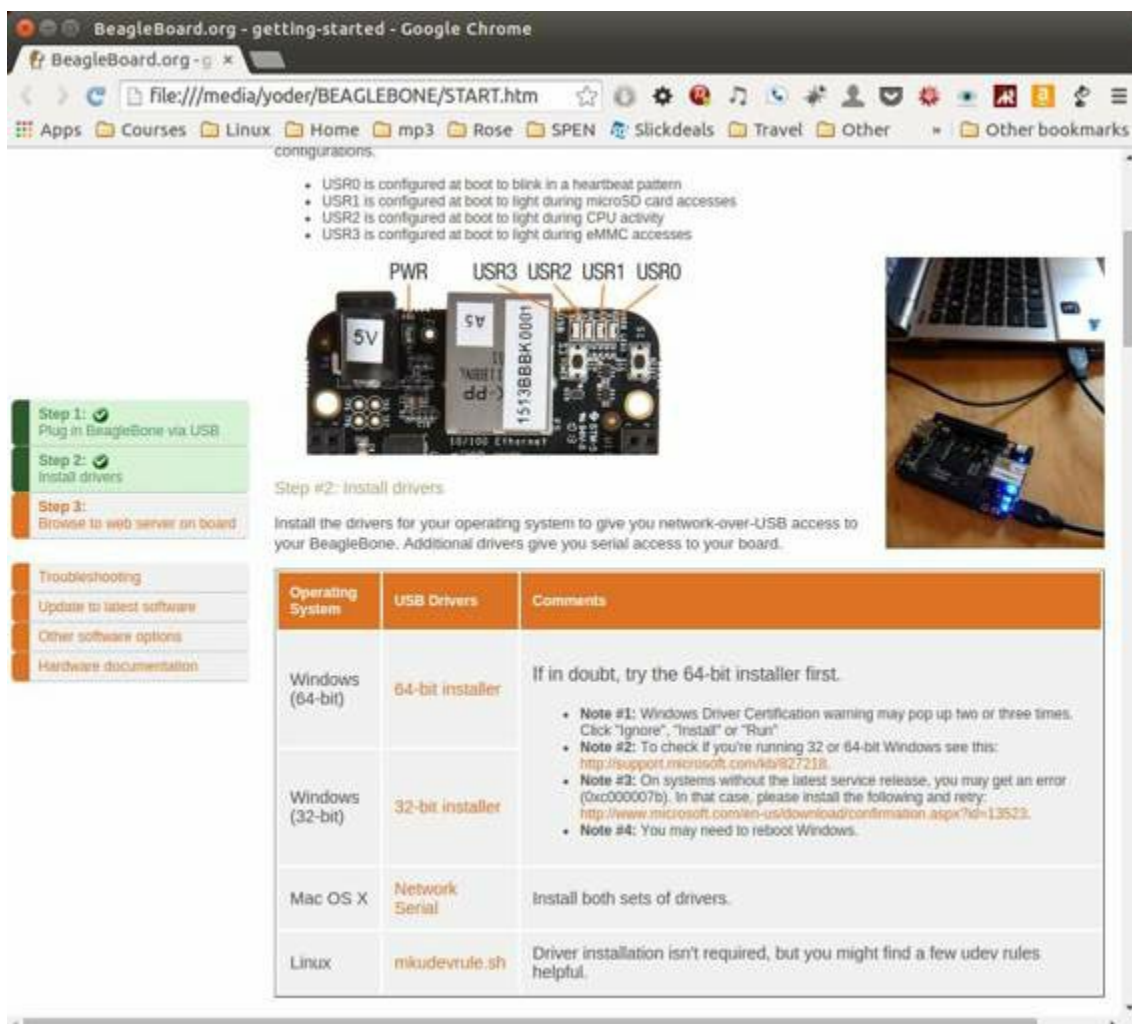 BeagleBoard.org - getting-started - Google Chrome
BeagleBoard.org - g
file:///media/yoder/BEAGLEBONE/START.htm
Apps Courses Linux Home mp3 Rose SPEN Slickdeals Travel Other » Other bookmarks
configurations.
• USR0 is configured at boot to blink in a heartbeat pattern
• USR1 is configured at boot to light during microSD card accesses
• USR2 is configured at boot to light during CPU activity
• USR3 is configured at boot to light during eMMC accesses
PWR USR3 USR2 USR1 USR0
5V
A5
1513BBBK0001
10/100 Ethernet
Step 1:
Plug in BeagleBone via USB
Step 2:
Install drivers
Step 3:
Browse to web server on board
Troubleshooting
Update to latest software
Other software options
Hardware documentation
Step #2: Install drivers
Install the drivers for your operating system to give you network-over-USB access to
your BeagleBone. Additional drivers give you serial access to your board.
Operating
System
USB Drivers
Comments
Windows
(64-bit)
64-bit installer
If in doubt, try the 64-bit installer first.
• Note #1: Windows Driver Certification warning may pop up two or three times.
Click "Ignore", "Install" or "Run"
• Note #2: To check if you're running 32 or 64-bit Windows see this:
http://support.microsoft.com/kb/827218.
• Note #3: On systems without the latest service release, you may get an error
(0xc000007b). In that case, please install the following and retry:
http://www.microsoft.com/en-us/download/confirmation.aspx?id=13523.
• Note #4: You may need to reboot Windows.
Windows
(32-bit)
32-bit installer
Mac OS X
Network
Serial
Install both sets of drivers.
Linux
mkudevrule.sh
Driver installation isn't required, but you might find a few udev rules
helpful.